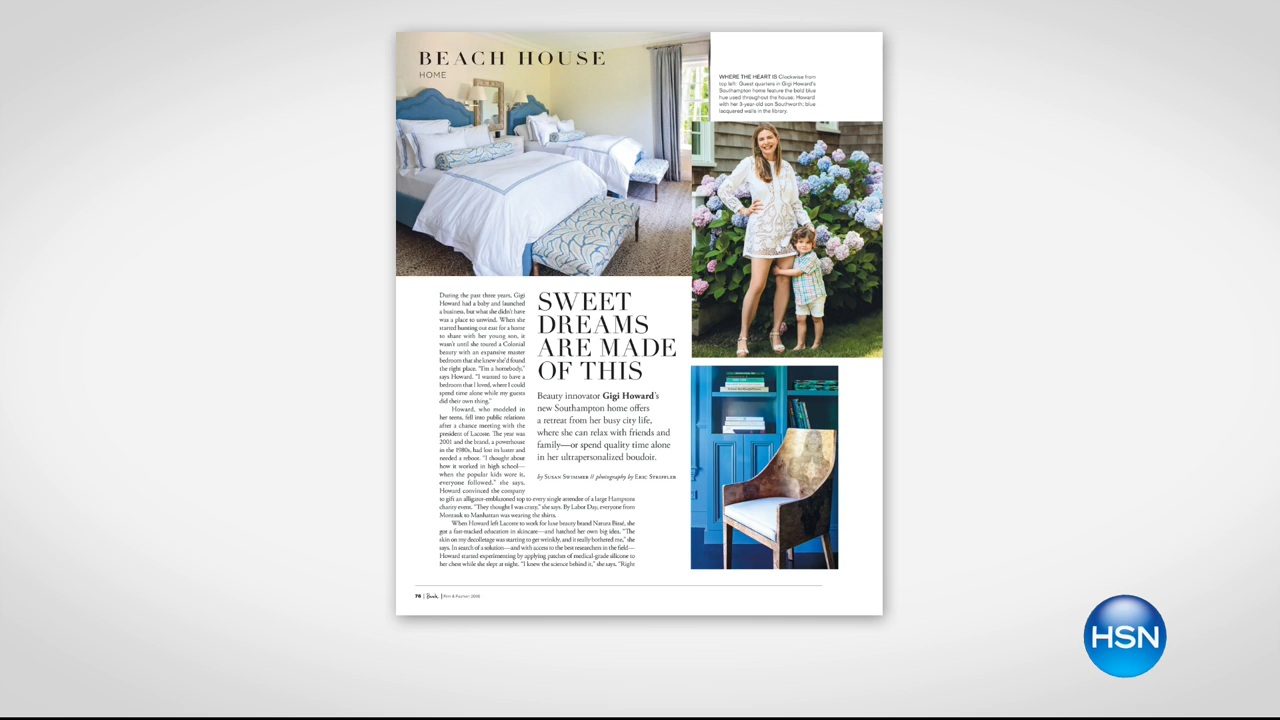 BEACH HOUSE
HOME
WHERE THE HEART IS Clockwise from
top left: Guest quarters in Gigi Howard's
Southampton home feature the bold blue
hue used throughout the house; Howard
with her 3-year-old son Southworth; blue
lacquered walls in the library.
SWEET
DREAMS
ARE MADE
OF THIS
Beauty innovator Gigi Howard's
new Southampton home offers
a retreat from her busy city life,
where she can relax with friends and
family—or spend quality time alone
in her ultrapersonalized boudoir.
by SUSAN SWIMMER // photography by ERIC STRIFFLER
During the past three years, Gigi
Howard had a baby and launched
a business, but what she didn't have
was a place to unwind. When she
started hunting out east for a home
to share with her young son, it
wasn't until she toured a Colonial
beauty with an expansive master
bedroom that she knew she'd found
the right place. "I'm a homebody,"
says Howard. "I wanted to have a
bedroom that I loved, where I could
spend time alone while my guests
did their own thing."
Howard, who modeled in
her teens, fell into public relations
after a chance meeting with the
president of Lacoste. The year was
2001 and the brand, a powerhouse
in the 1980s, had lost its luster and
needed a reboot. "I thought about
how it worked in high school—
when the popular kids wore it,
everyone followed," she says.
Howard convinced the company
to gift an alligator-emblazoned top to every single attendee of a large Hamptons
charity event. "They thought I was crazy," she says. By Labor Day, everyone from
Montauk to Manhattan was wearing the shirts.
When Howard left Lacoste to work for luxe beauty brand Natura Bissé, she
got a fast-tracked education in skincare—and hatched her own big idea. "The
skin on my décolletage was starting to get wrinkly, and it really bothered me," she
says. In search of a solution—and with access to the best researchers in the field—
Howard started experimenting by applying patches of medical-grade silicone to
her chest while she slept at night. "I knew the science behind it," she says. "Right
76 | Beach | Film & Fashion
HSN